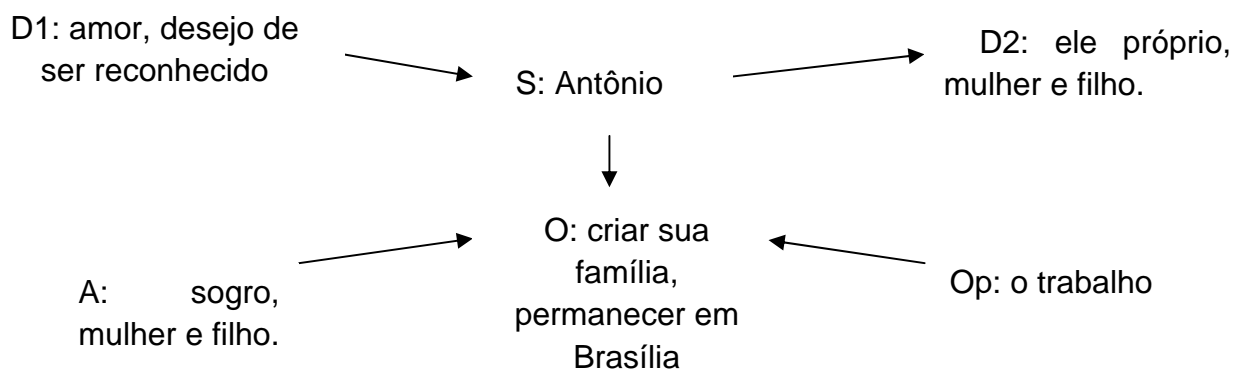 D1: amor, desejo de
ser reconhecido
S: Antônio
D2: ele próprio,
mulher e filho.
O: criar sua
família,
permanecer em
Brasília
A: sogro,
mulher e filho.
Op: o trabalho